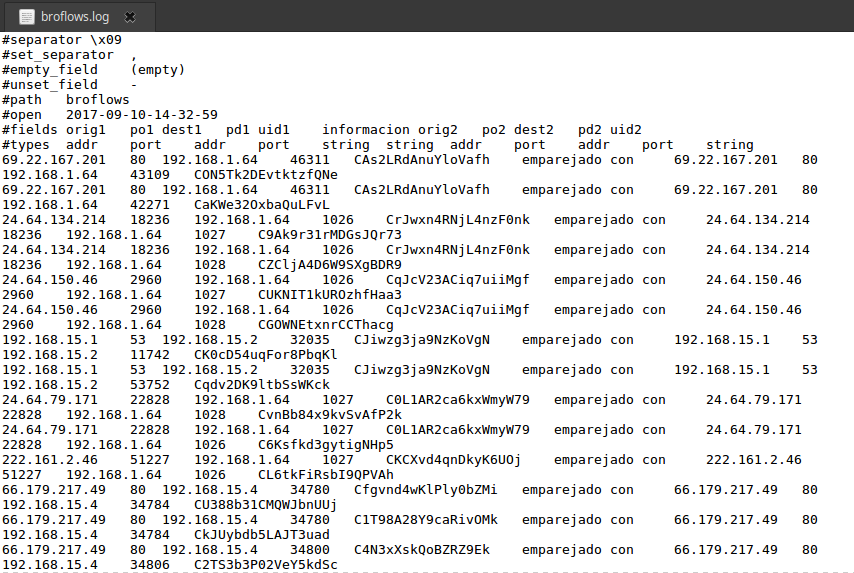 broflows.log
#separator \x09
#set_separator ,
#empty_field (empty)
#unset_field -
#path broflows
#open 2017-09-10-14-32-59
#fields orig1 po1 dest1 pd1 uid1 informacion orig2 po2 dest2 pd2 uid2
#types addr port addr port string string addr port addr port string
69.22.167.201 80 192.168.1.64 46311 CAs2LRdAnuYloVafh emparejado con 69.22.167.201 80
192.168.1.64 43109 CON5Tk2DEvtktzfQNe
69.22.167.201 80 192.168.1.64 46311 CAs2LRdAnuYloVafh emparejado con 69.22.167.201 80
192.168.1.64 42271 CaKWe32OxbaQuLFvL
24.64.134.214 18236 192.168.1.64 1026 CrJwxn4RNjL4nzF0nk emparejado con 24.64.134.214
18236 192.168.1.64 1027 C9Ak9r31rMDGsJQr73
24.64.134.214 18236 192.168.1.64 1026 CrJwxn4RNjL4nzF0nk emparejado con 24.64.134.214
18236 192.168.1.64 1028 CZCljA4D6W9SXgBDR9
24.64.150.46 2960 192.168.1.64 1026 CqJcV23ACiq7uiiMgf emparejado con 24.64.150.46
2960 192.168.1.64 1027 CUKNIT1kUROzhfHaa3
24.64.150.46 2960 192.168.1.64 1026 CqJcV23ACiq7uiiMgf emparejado con 24.64.150.46
2960 192.168.1.64 1028 CGOWNEtxnrCCThacg
192.168.15.1 53 192.168.15.2 32035 CJiwzg3ja9NzKoVgN emparejado con 192.168.15.1 53
192.168.15.2 11742 CK0cD54uqFor8PbqKl
192.168.15.1 53 192.168.15.2 32035 CJiwzg3ja9NzKoVgN emparejado con 192.168.15.1 53
192.168.15.2 53752 Cqdv2DK9ltbSsWKck
24.64.79.171 22828 192.168.1.64 1027 C0L1AR2ca6kxWmyW79 emparejado con 24.64.79.171
22828 192.168.1.64 1028 CvnBb84x9kvSvAfP2k
24.64.79.171 22828 192.168.1.64 1027 C0L1AR2ca6kxWmyW79 emparejado con 24.64.79.171
22828 192.168.1.64 1026 C6Ksfkd3gytigNHp5
222.161.2.46 51227 192.168.1.64 1027 CKCXvd4qnDkyK6UOj emparejado con 222.161.2.46
51227 192.168.1.64 1026 CL6tkFiRsbI9QPVAh
66.179.217.49 80 192.168.15.4 34780 Cfgvnd4wKlPly0bZMi emparejado con 66.179.217.49 80
192.168.15.4 34784 CU388b31CMQWJbnUUj
66.179.217.49 80 192.168.15.4 34780 C1T98A28Y9caRivOMk emparejado con 66.179.217.49 80
192.168.15.4 34784 CkJUybdb5LAJT3uad
66.179.217.49 80 192.168.15.4 34800 C4N3xXskQoBZRZ9Ek emparejado con 66.179.217.49 80
192.168.15.4 34806 C2TS3b3P02VeY5kdSc